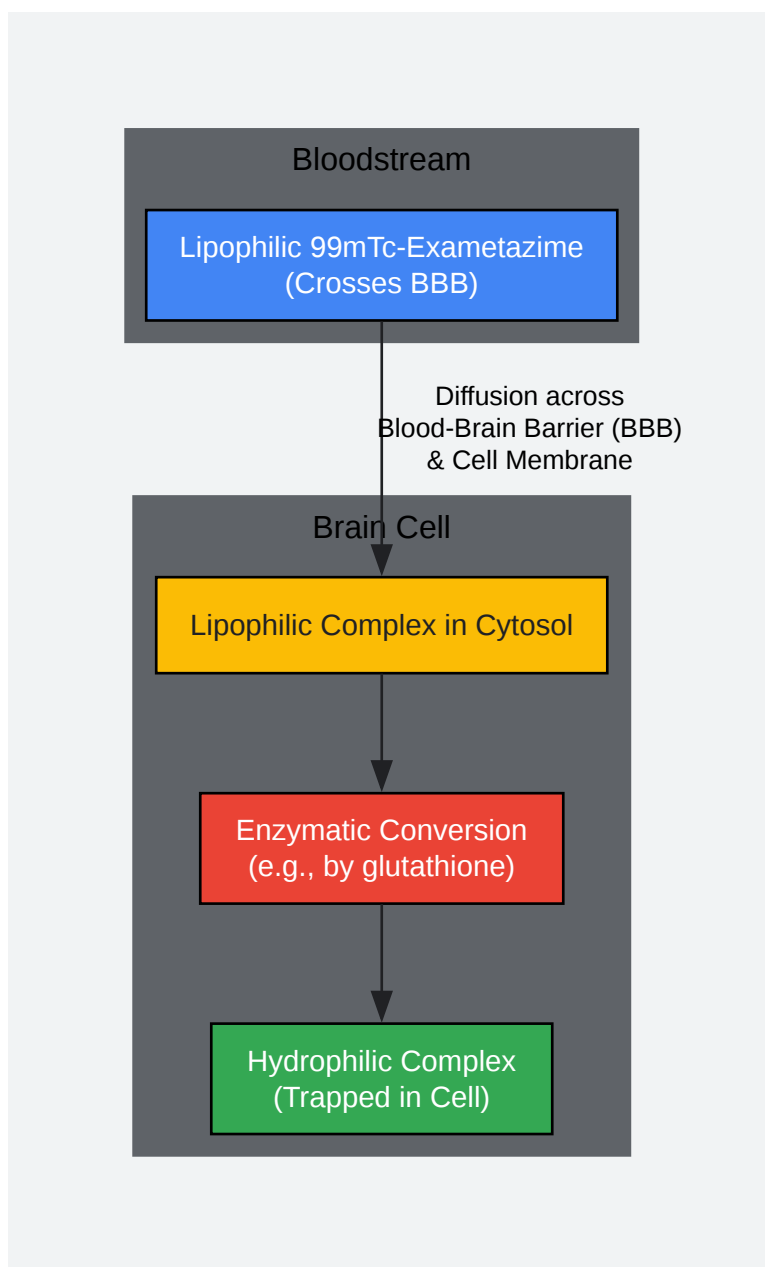 Bloodstream
Lipophilic 99mTc-Exametazime
(Crosses BBB)
Diffusion across
Blood-Brain Barrier (BBB)
& Cell Membrane
Brain Cell
Lipophilic Complex in Cytosol
Enzymatic Conversion
(e.g., by glutathione)
Hydrophilic Complex
(Trapped in Cell)